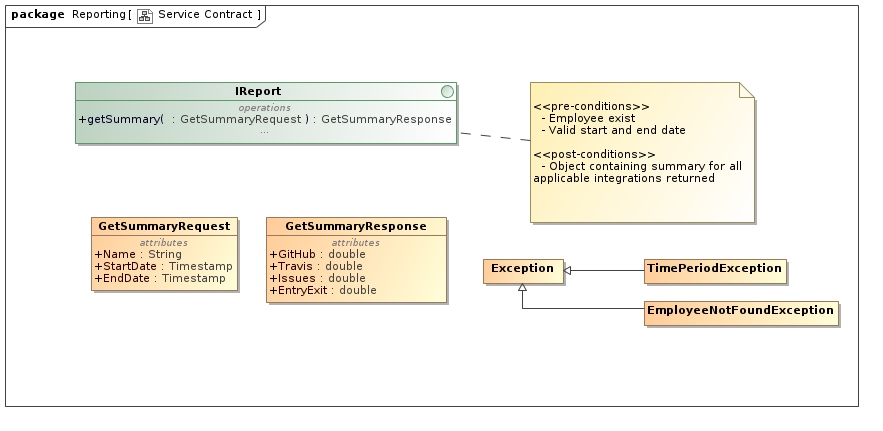 package Reporting[ Service Contract ]
IReport
operations
+getSummary(  : GetSummaryRequest ) : GetSummaryResponse
...
<<pre-conditions>>
- Employee exist
- Valid start and end date
<<post-conditions>>
- Object containing summary for all
applicable integrations returned
GetSummaryRequest
attributes
+Name : String
+StartDate : Timestamp
+EndDate : Timestamp
GetSummaryResponse
attributes
+GitHub : double
+Travis : double
+Issues : double
+EntryExit : double
Exception
TimePeriodException
EmployeeNotFoundException